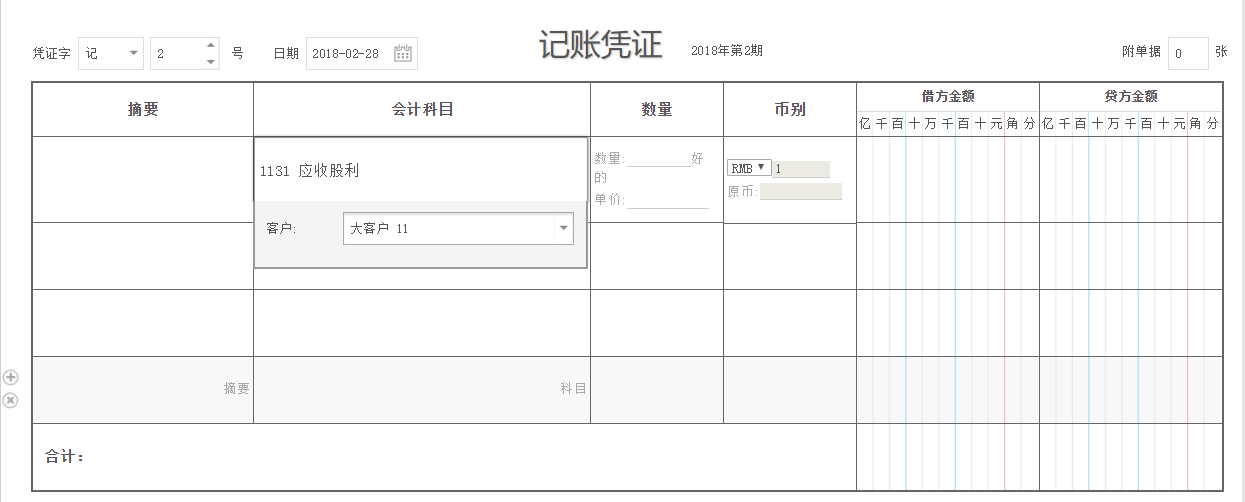 记账凭证
凭证字 记 2 号 日期 2018-02-28 2018年第2期 附单据 0 张
摘要 会计科目 数量 币别 借方金额 贷方金额
亿 千 百 十 万 千 百 十 元 角 分 亿 千 百 十 万 千 百 十 元 角 分
1131 应收股利
数量: 好
的
单价:
RMB 1
原币:
客户: 大客户 11
摘要 科目
合计: